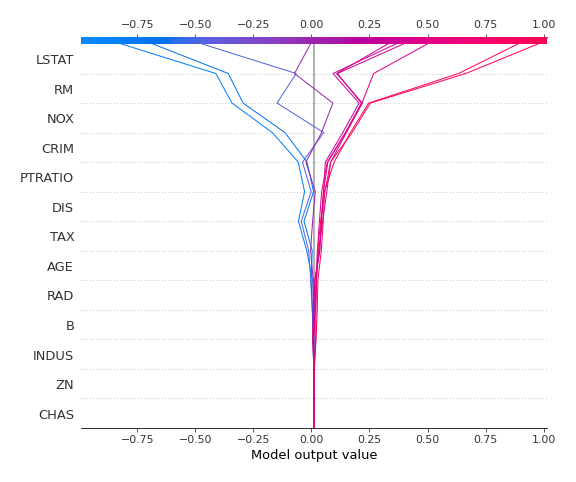 −0.75 −0.50 −0.25 0.00 0.25 0.50 0.75 1.00
LSTAT
RM
NOX
CRIM
PTRATIO
DIS
TAX
AGE
RAD
B
INDUS
ZN
CHAS
−0.75 −0.50 −0.25 0.00 0.25 0.50 0.75 1.00
Model output value